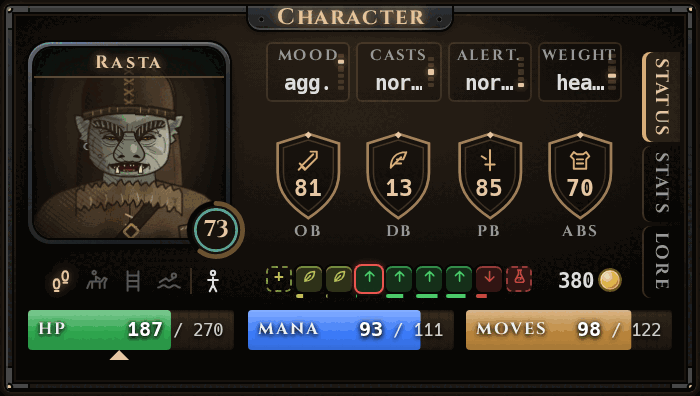 CHARACTER
RASTA
73
MOOD
agg.
CASTS
nor…
ALERT.
nor…
WEIGHT
hea…
81
OB
13
DB
85
PB
70
ABS
STATUS
STATS
LORE
380
HP 187 / 270
MANA 93 / 111
MOVES 98 / 122